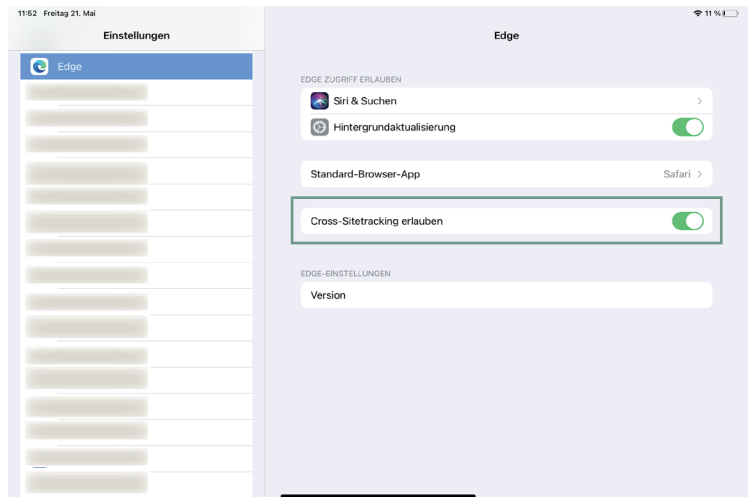 11:52 Freitag 21. Mai
11 %
Einstellungen
Edge
Edge
EDGE ZUGRIFF ERLAUBEN
Siri & Suchen
Hintergrundaktualisierung
Standard-Browser-App Safari
Cross-Sitetracking erlauben
EDGE-EINSTELLUNGEN
Version